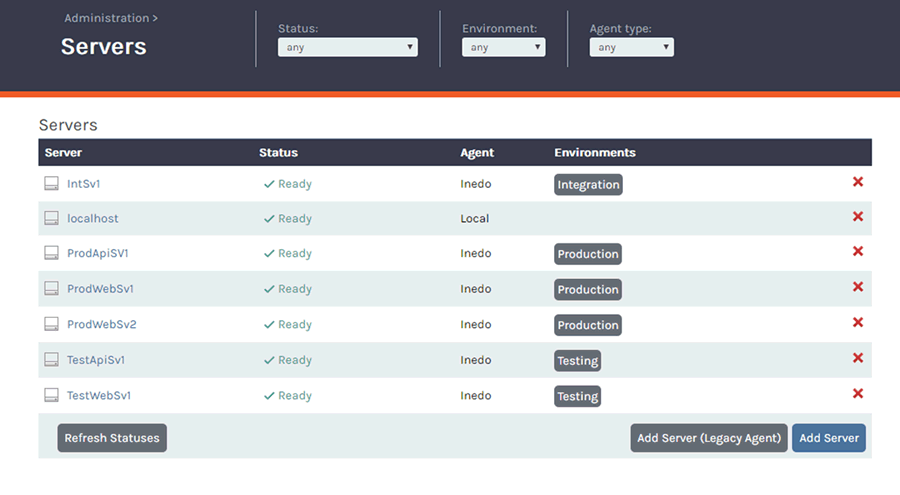 Administration >
Servers
Status:
any
Environment:
any
Agent type:
any
Servers
Server Status Agent Environments
IntSv1 Ready Inedo Integration
localhost Ready Local
ProdApiSV1 Ready Inedo Production
ProdWebSv1 Ready Inedo Production
ProdWebSv2 Ready Inedo Production
TestApiSv1 Ready Inedo Testing
TestWebSv1 Ready Inedo Testing
Refresh Statuses Add Server (Legacy Agent) Add Server